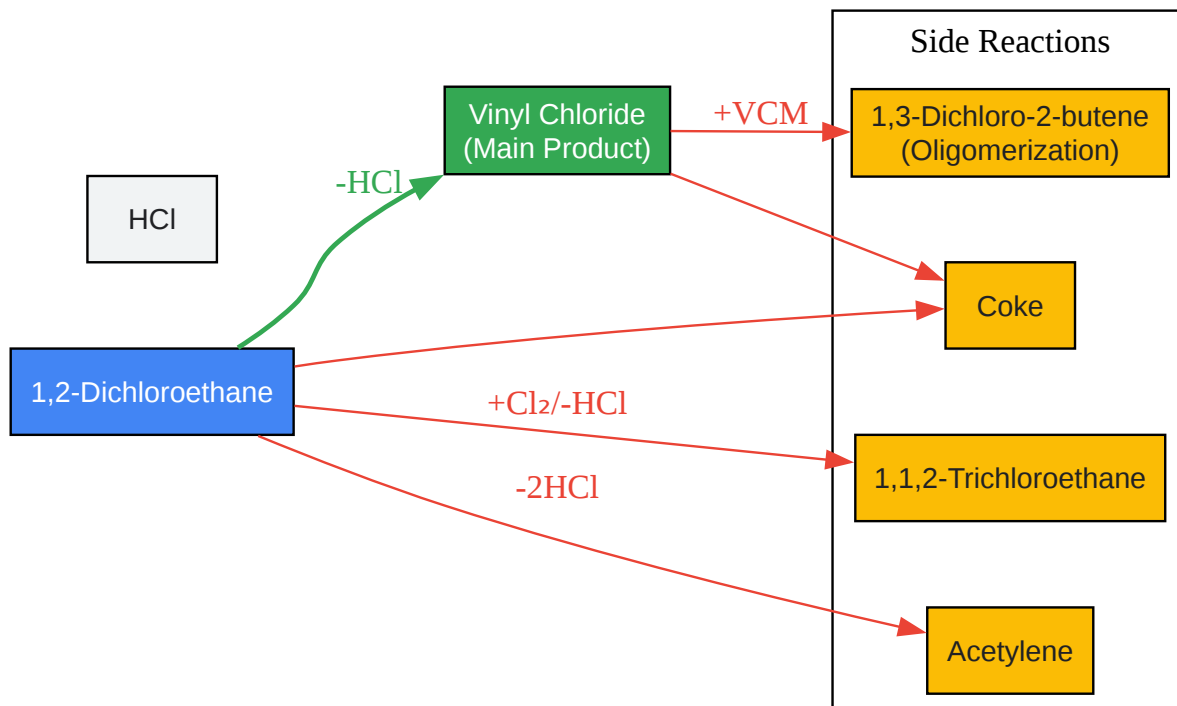 Side Reactions
Vinyl Chloride
(Main Product)
+VCM
1,3-Dichloro-2-butene
(Oligomerization)
-HCl
HCl
Coke
1,2-Dichloroethane
+Cl₂/-HCl
1,1,2-Trichloroethane
-2HCl
Acetylene